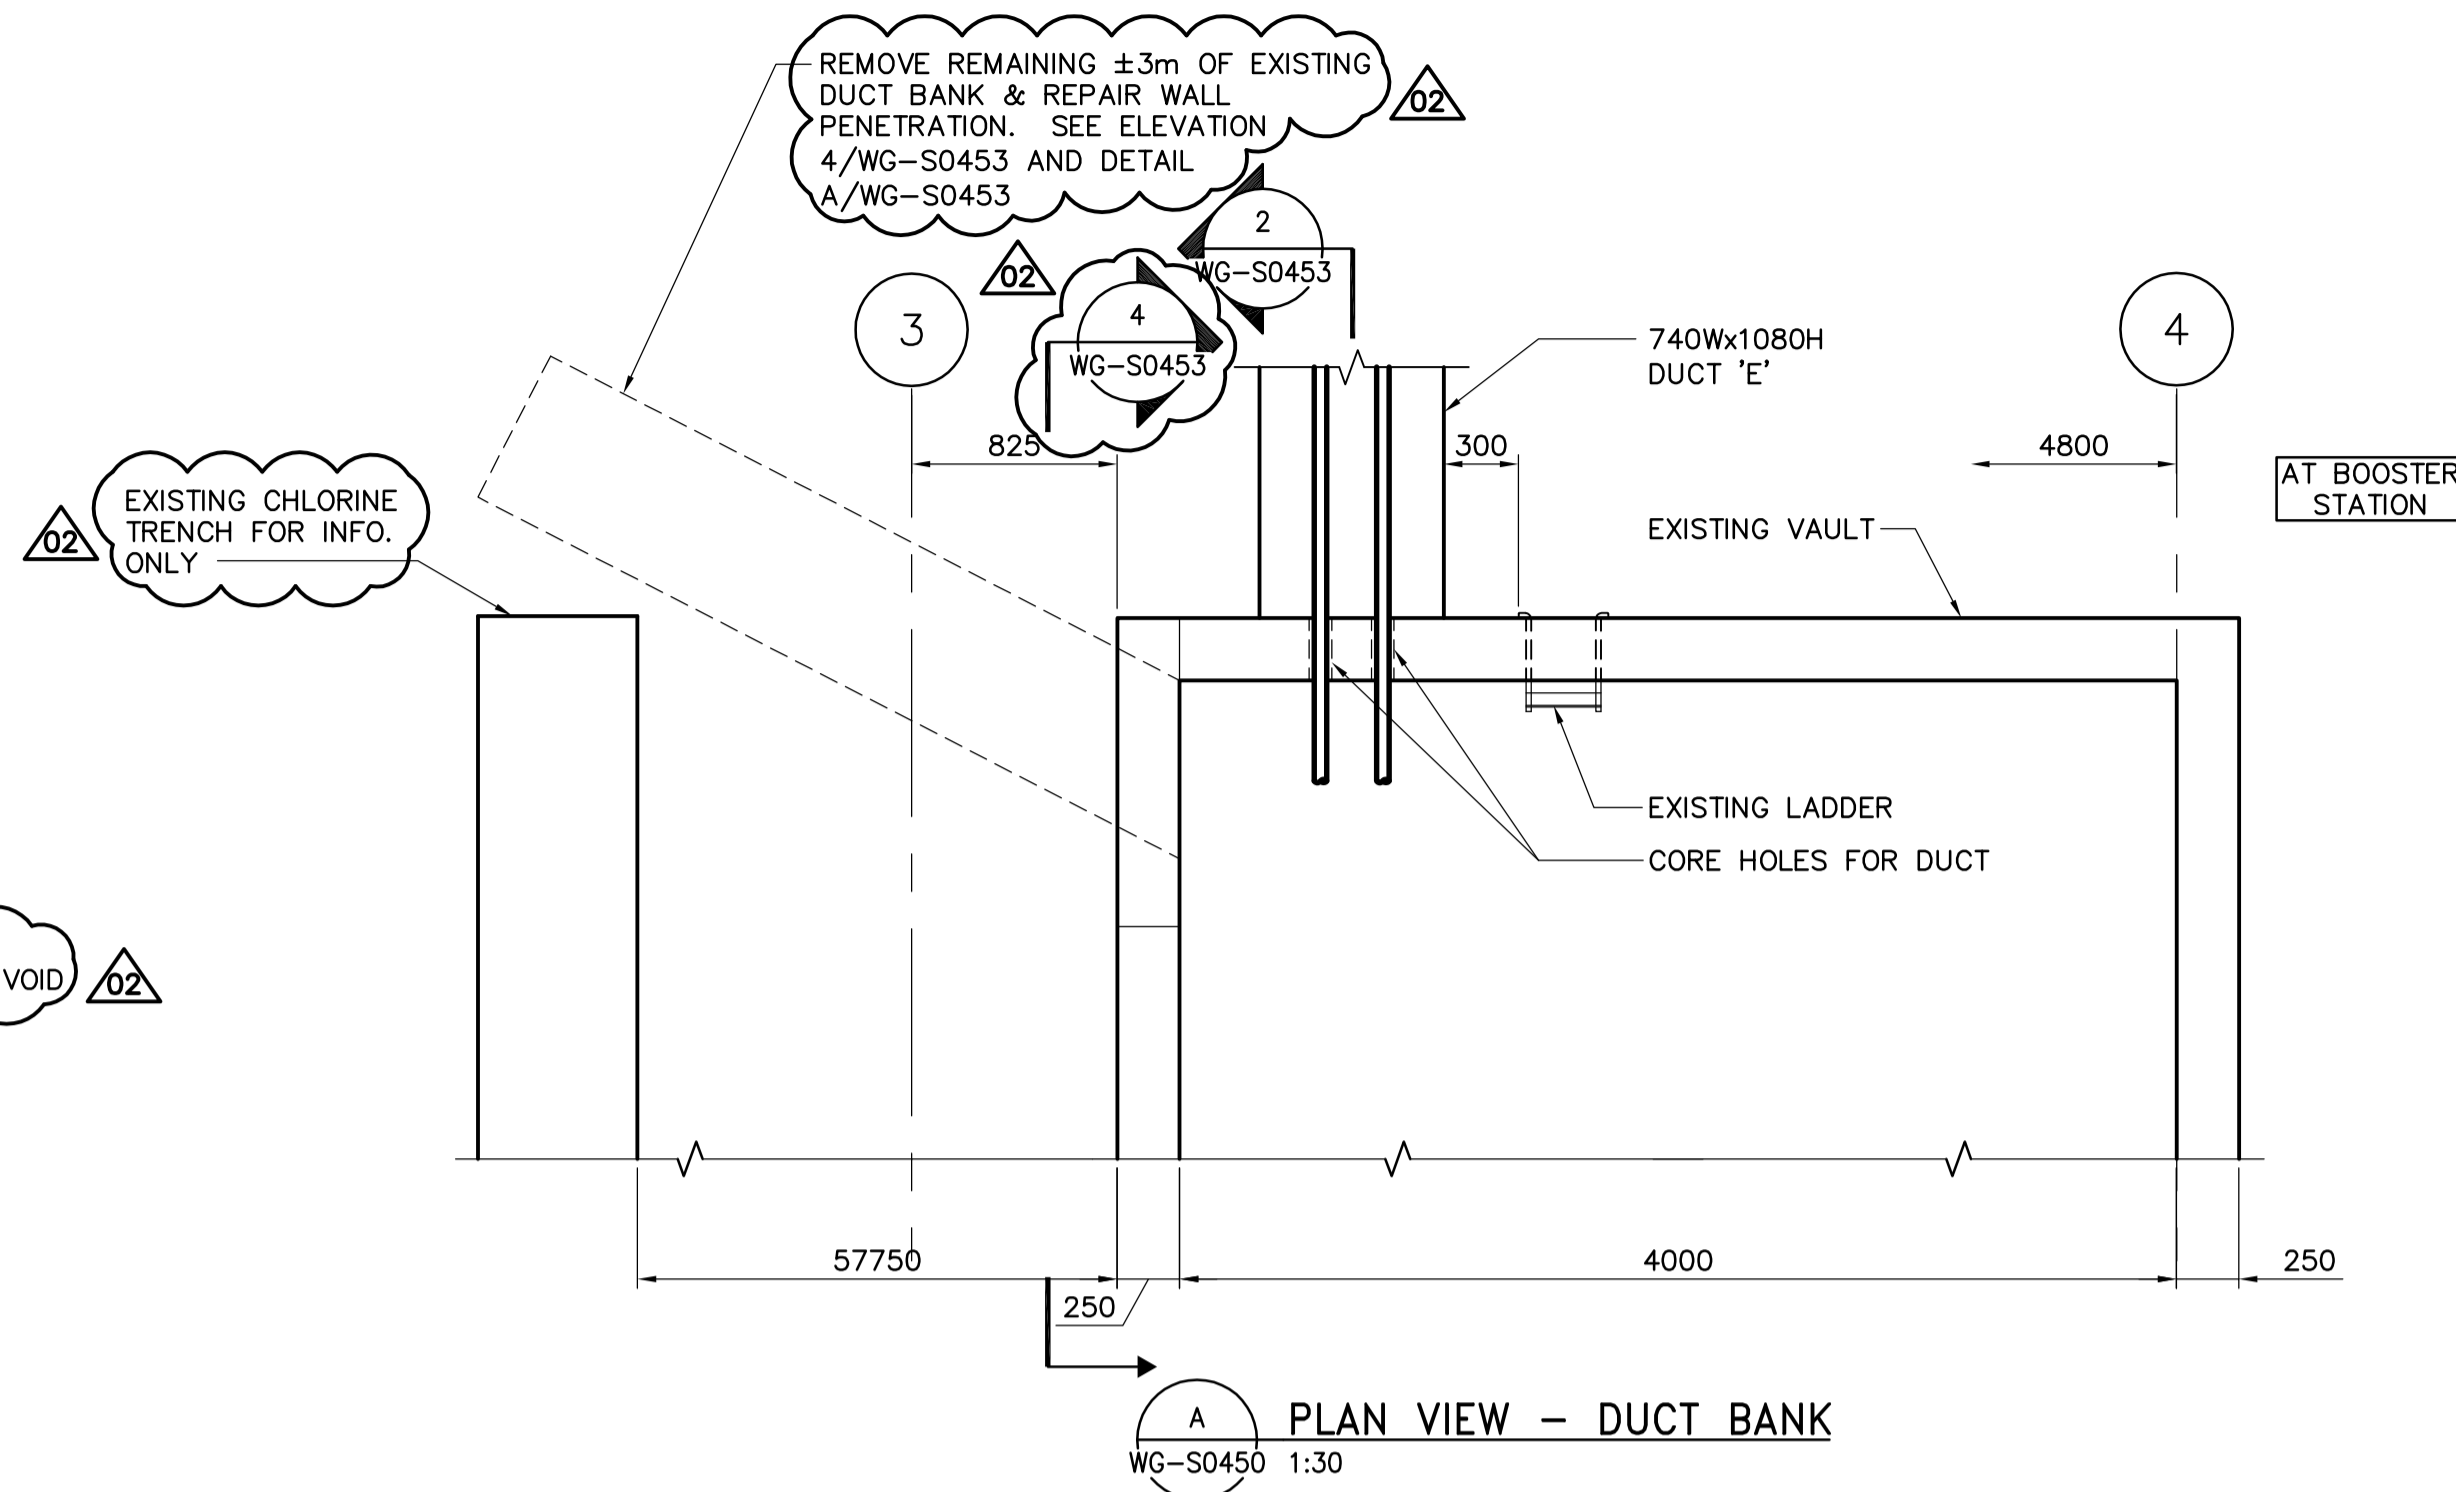 REMOVE REMAINING ±3m OF EXISTING
DUCT BANK & REPAIR WALL
PENETRATION. SEE ELEVATION
4/WG-S0453 AND DETAIL
A/WG-S0453
02
2
WG-S0453
02
4
WG-S0453
3
4
740Wx1080H
DUCT 'E'
825
300
4800
AT BOOSTER
STATION
EXISTING CHLORINE
TRENCH FOR INFO.
ONLY
02
EXISTING VAULT
EXISTING LADDER
CORE HOLES FOR DUCT
VOID
02
57750
250
4000
250
A
WG-S0450
PLAN VIEW - DUCT BANK
1:30